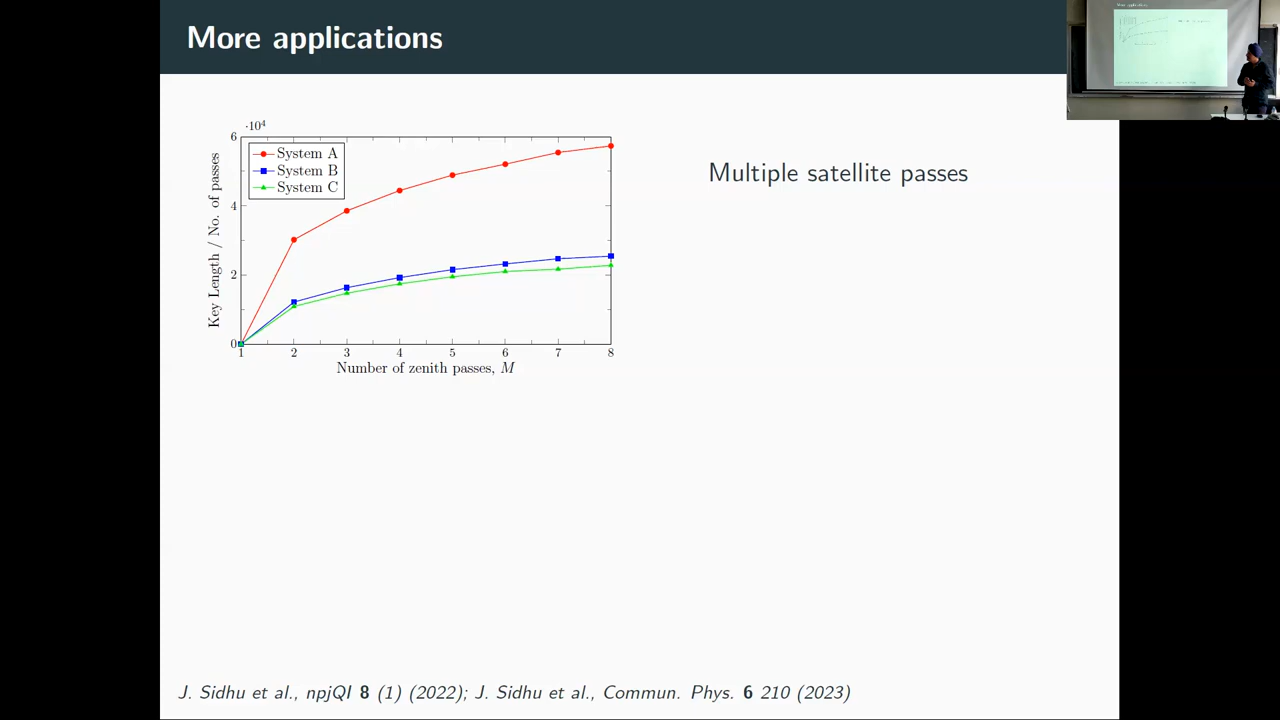 More applications
·10⁴
6
4
2
0
Key Length / No. of passes
System A
System B
System C
1 2 3 4 5 6 7 8
Number of zenith passes, M
Multiple satellite passes
J. Sidhu et al., npjQI 8 (1) (2022); J. Sidhu et al., Commun. Phys. 6 210 (2023)